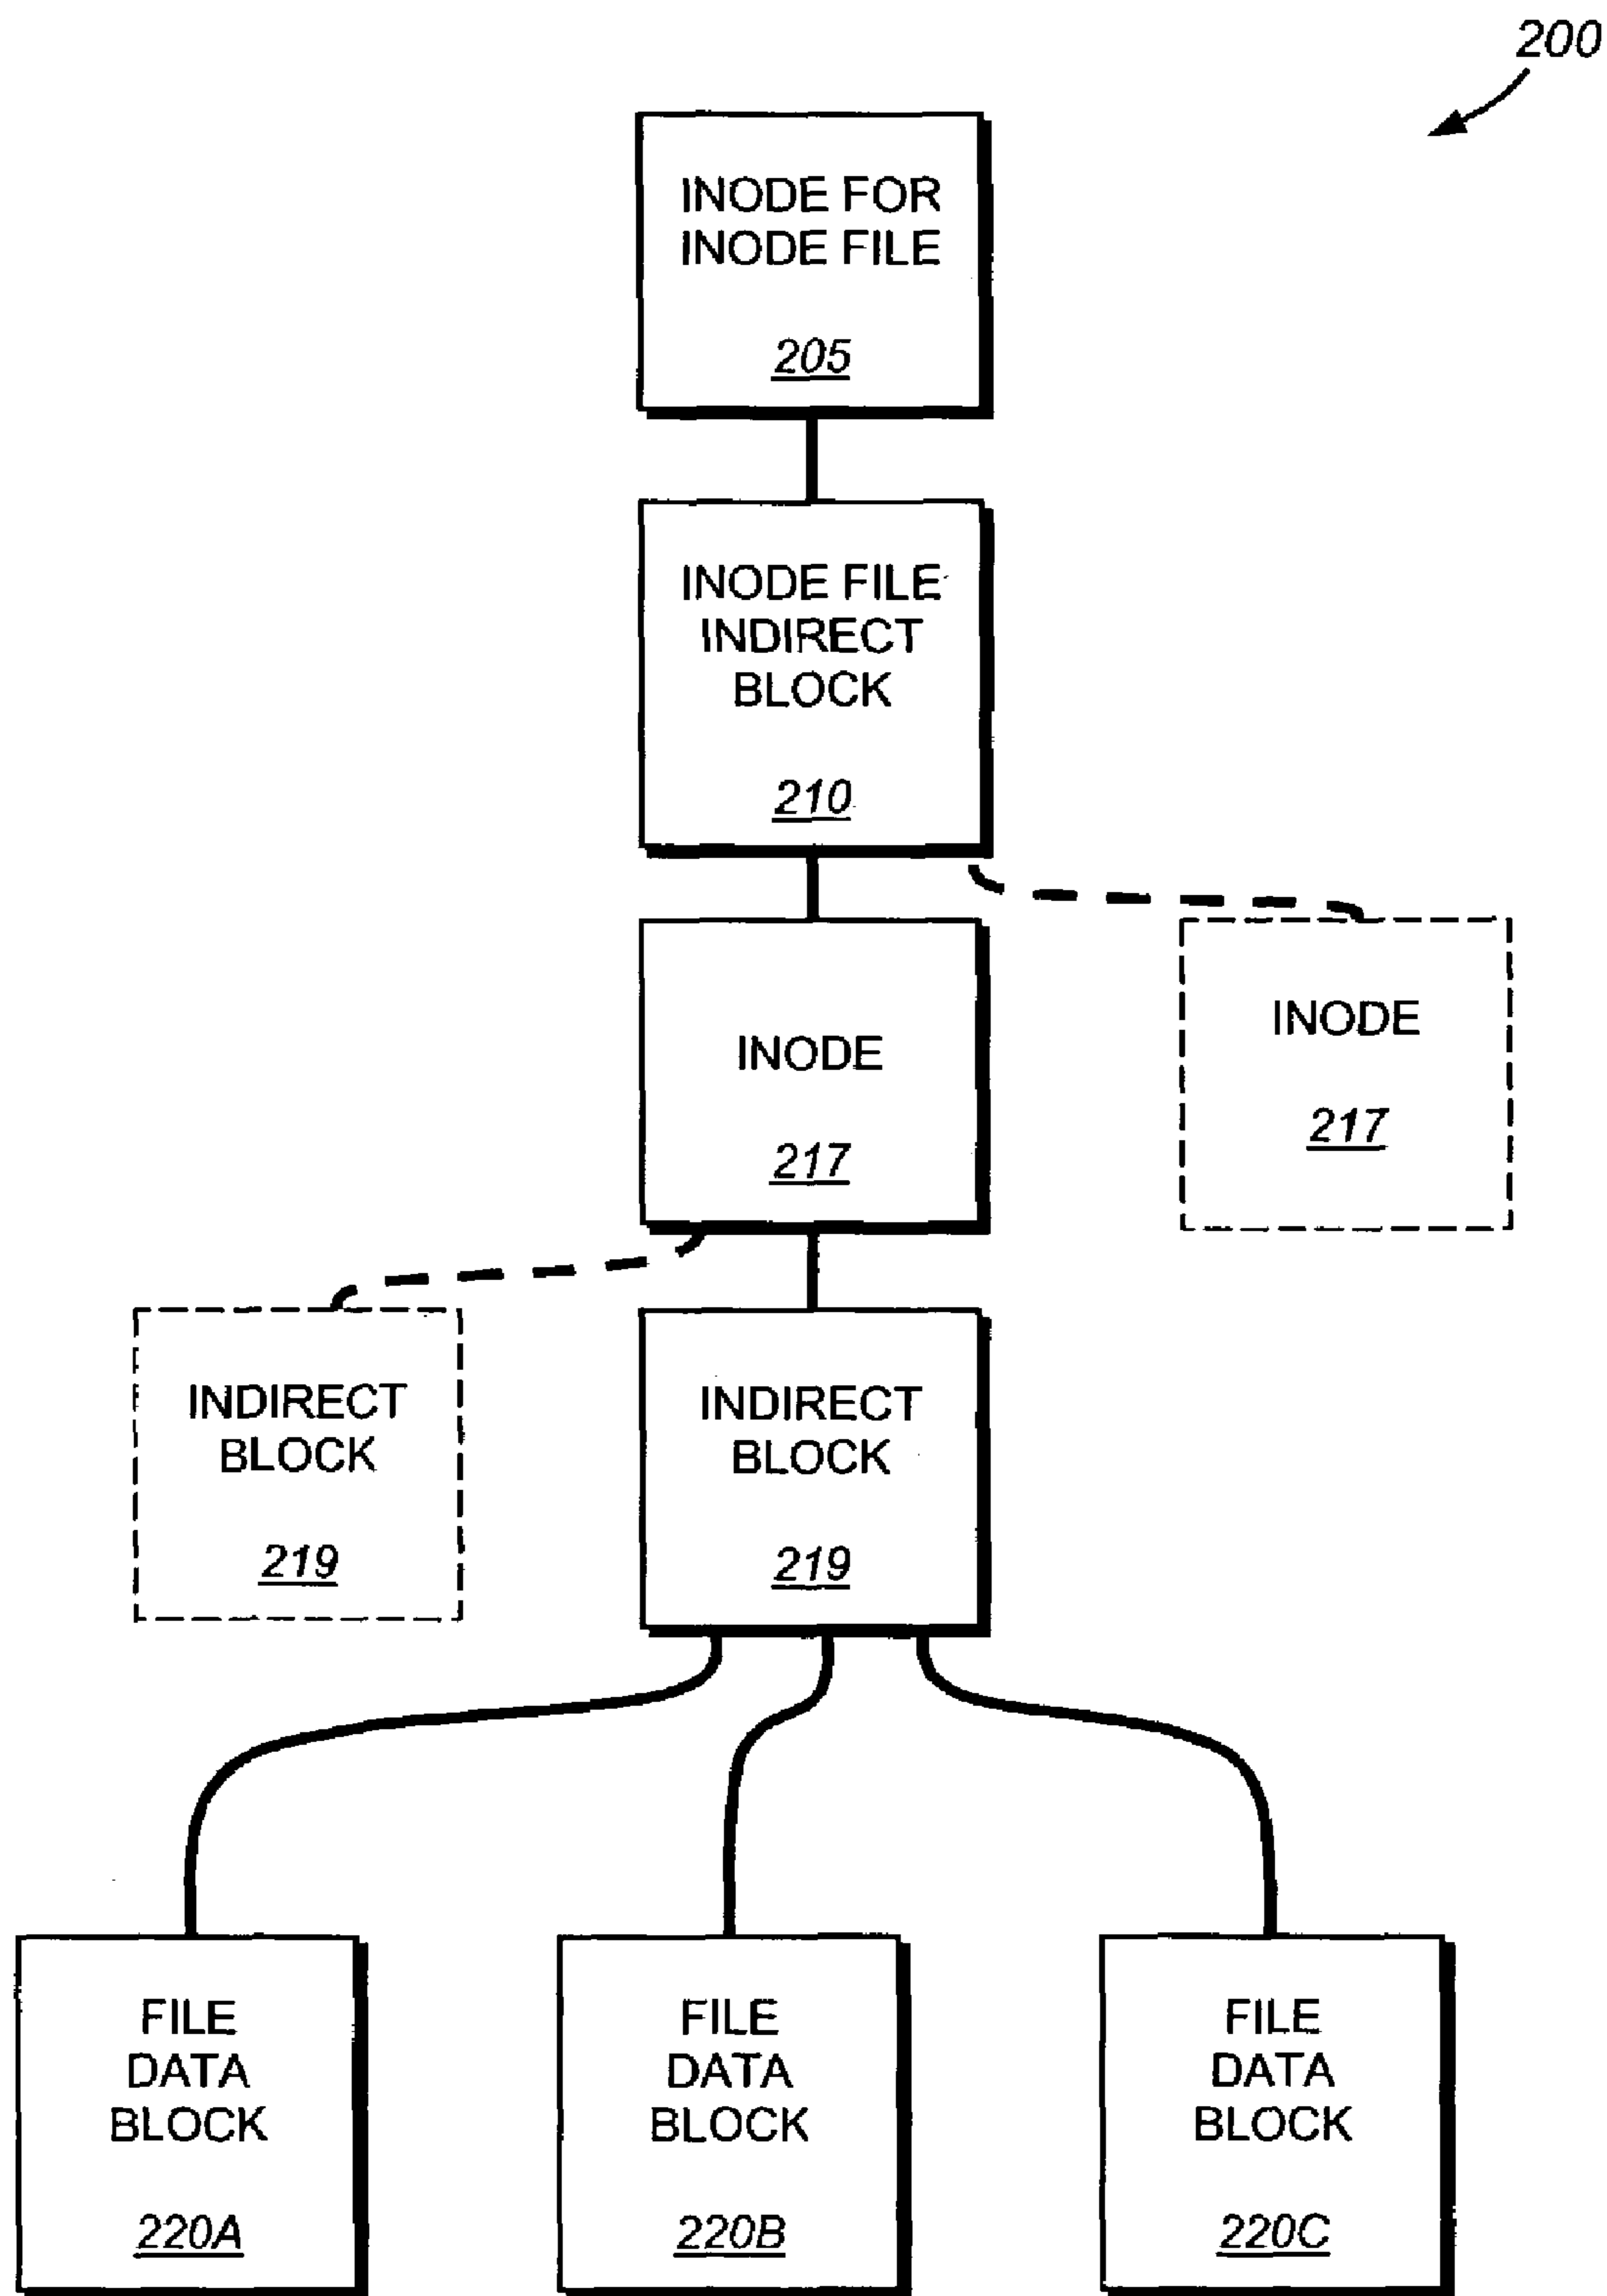 200
INODE FOR
INODE FILE
205
INODE FILE
INDIRECT
BLOCK
210
INODE
217
INODE
217
INDIRECT
BLOCK
219
INDIRECT
BLOCK
219
FILE
DATA
BLOCK
220A
FILE
DATA
BLOCK
220B
FILE
DATA
BLOCK
220C